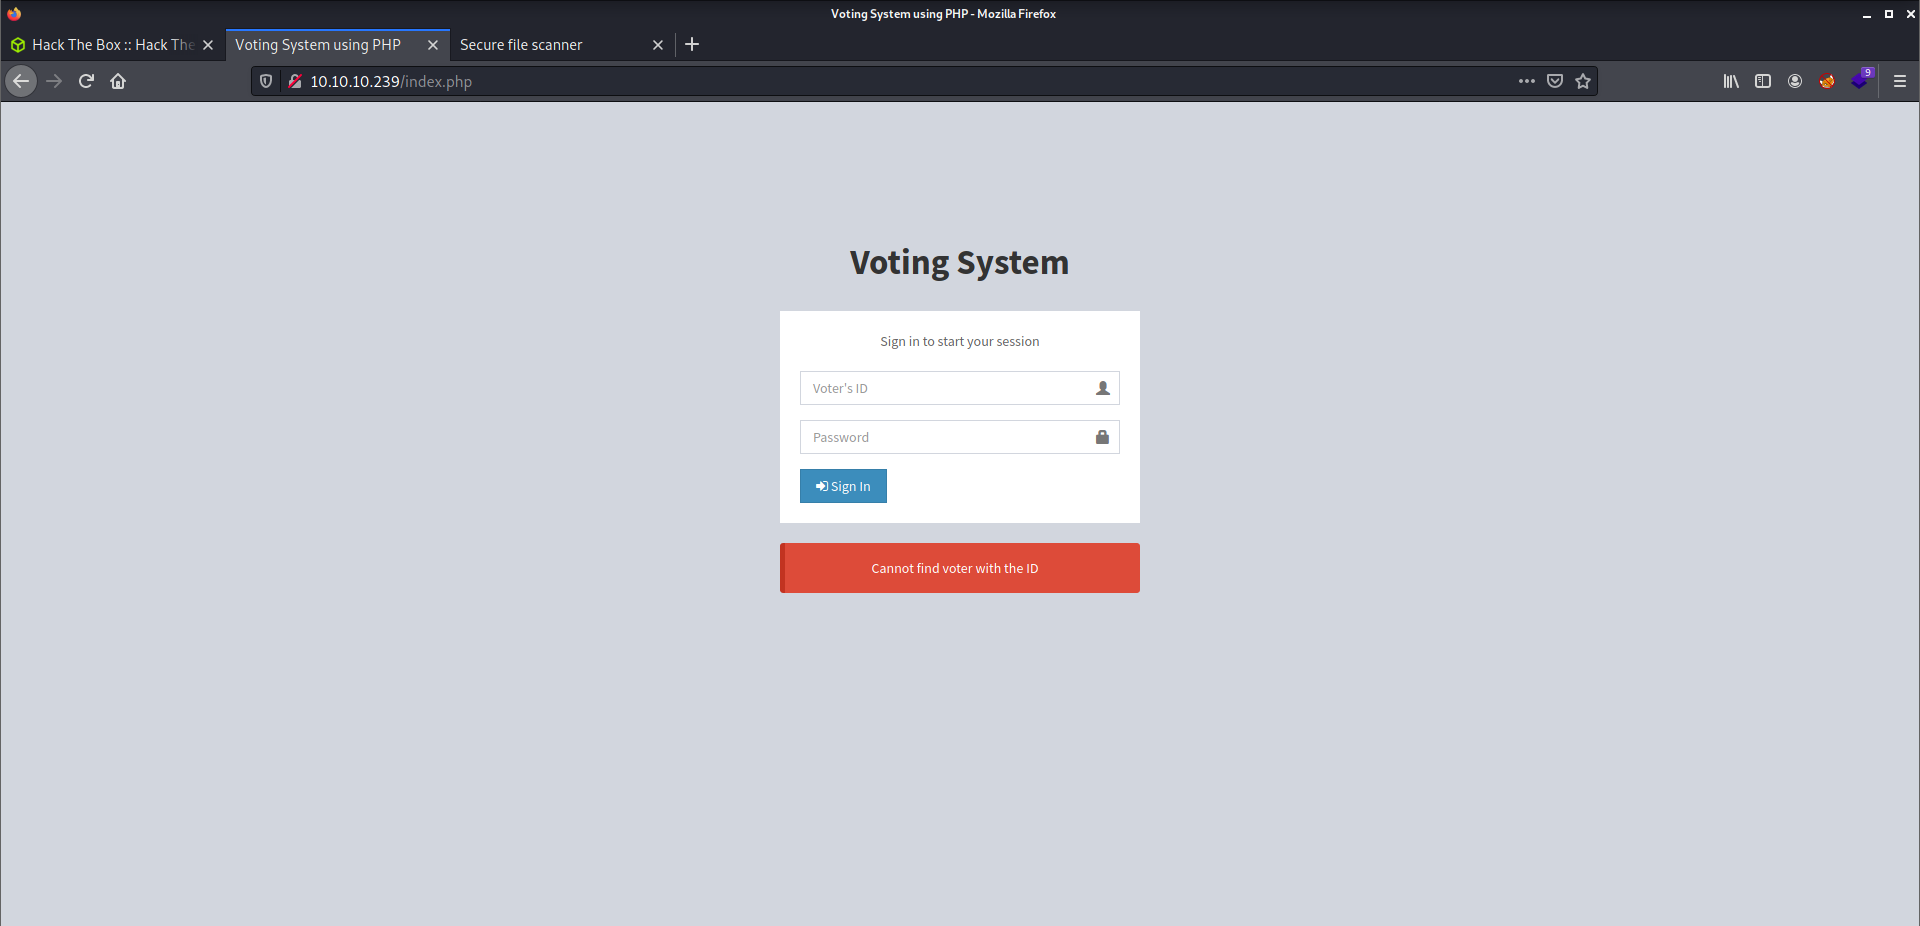 Voting System using PHP - Mozilla Firefox
Hack The Box :: Hack The
Voting System using PHP
Secure file scanner
10.10.10.239/index.php
9
Voting System
Sign in to start your session
Voter's ID
Password
Sign In
Cannot find voter with the ID